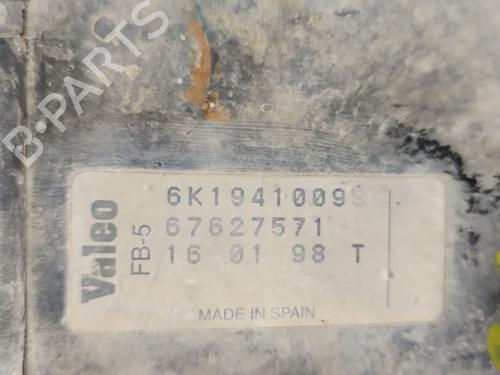 B-PARTS
Valeo
FB-5
6K1941009S
67627571
16 01 98 T
MADE IN SPAIN